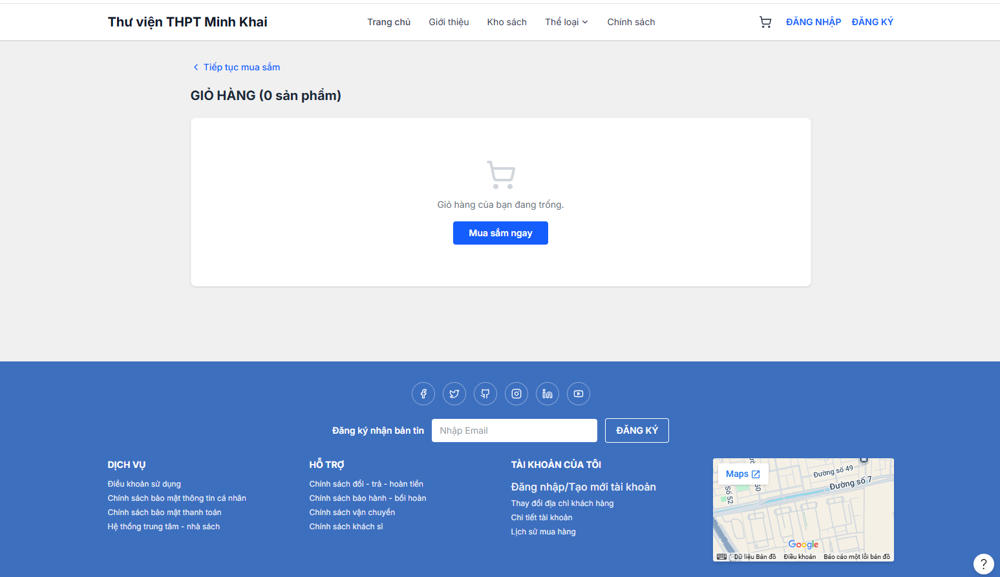 Thư viện THPT Minh Khai
Trang chủ
Giới thiệu
Kho sách
Thể loại
Chính sách
ĐĂNG NHẬP
ĐĂNG KÝ
Tiếp tục mua sắm
GIỎ HÀNG (0 sản phẩm)
Giỏ hàng của bạn đang trống.
Mua sắm ngay
Đăng ký nhận bản tin
Nhập Email
ĐĂNG KÝ
DỊCH VỤ
Điều khoản sử dụng
Chính sách bảo mật thông tin cá nhân
Chính sách bảo mật thanh toán
Hệ thống trung tâm - nhà sách
HỖ TRỢ
Chính sách đổi - trả - hoàn tiền
Chính sách bảo hành - bồi hoàn
Chính sách vận chuyển
Chính sách khách sỉ
TÀI KHOẢN CỦA TÔI
Đăng nhập/Tạo mới tài khoản
Thay đổi địa chỉ khách hàng
Chi tiết tài khoản
Lịch sử mua hàng
Maps
Đường số 49
Đường số 7
Số 52
50
Google
Dữ liệu Bản đồ
Điều khoản
Báo cáo một lỗi bản đồ
?